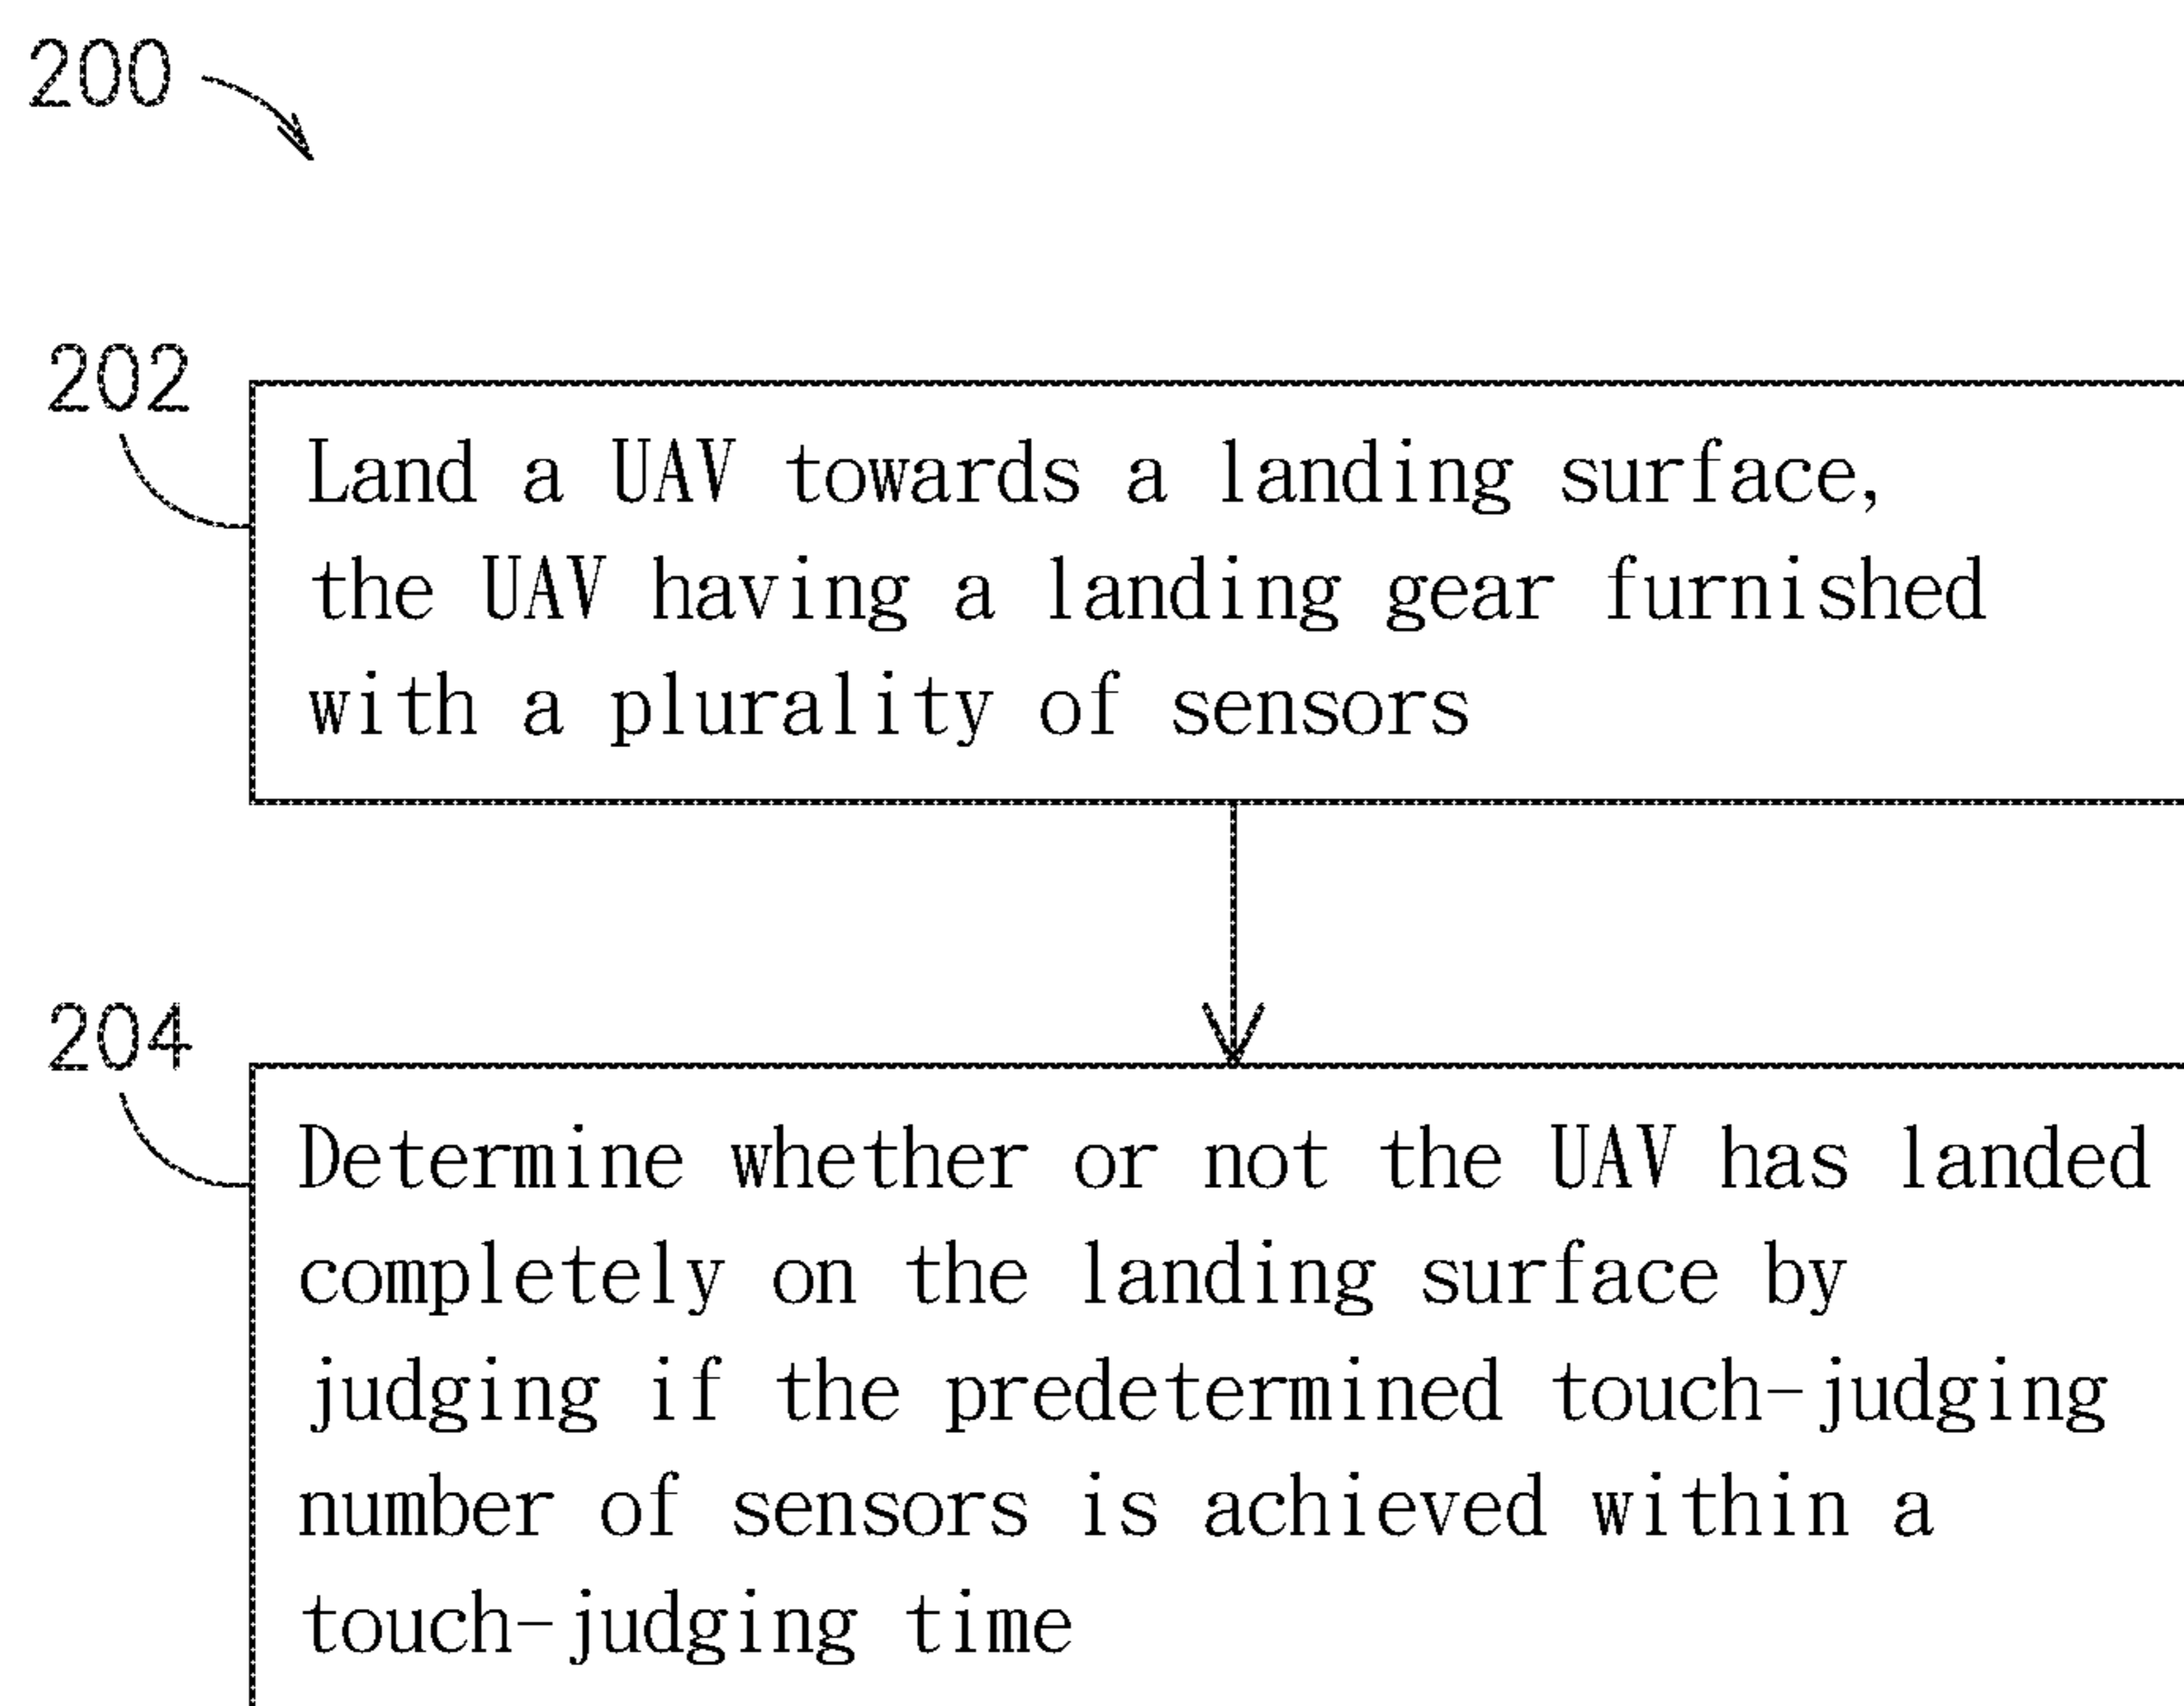 200
202
Land a UAV towards a landing surface,
the UAV having a landing gear furnished
with a plurality of sensors
204
Determine whether or not the UAV has landed
completely on the landing surface by
judging if the predetermined touch-judging
number of sensors is achieved within a
touch-judging time